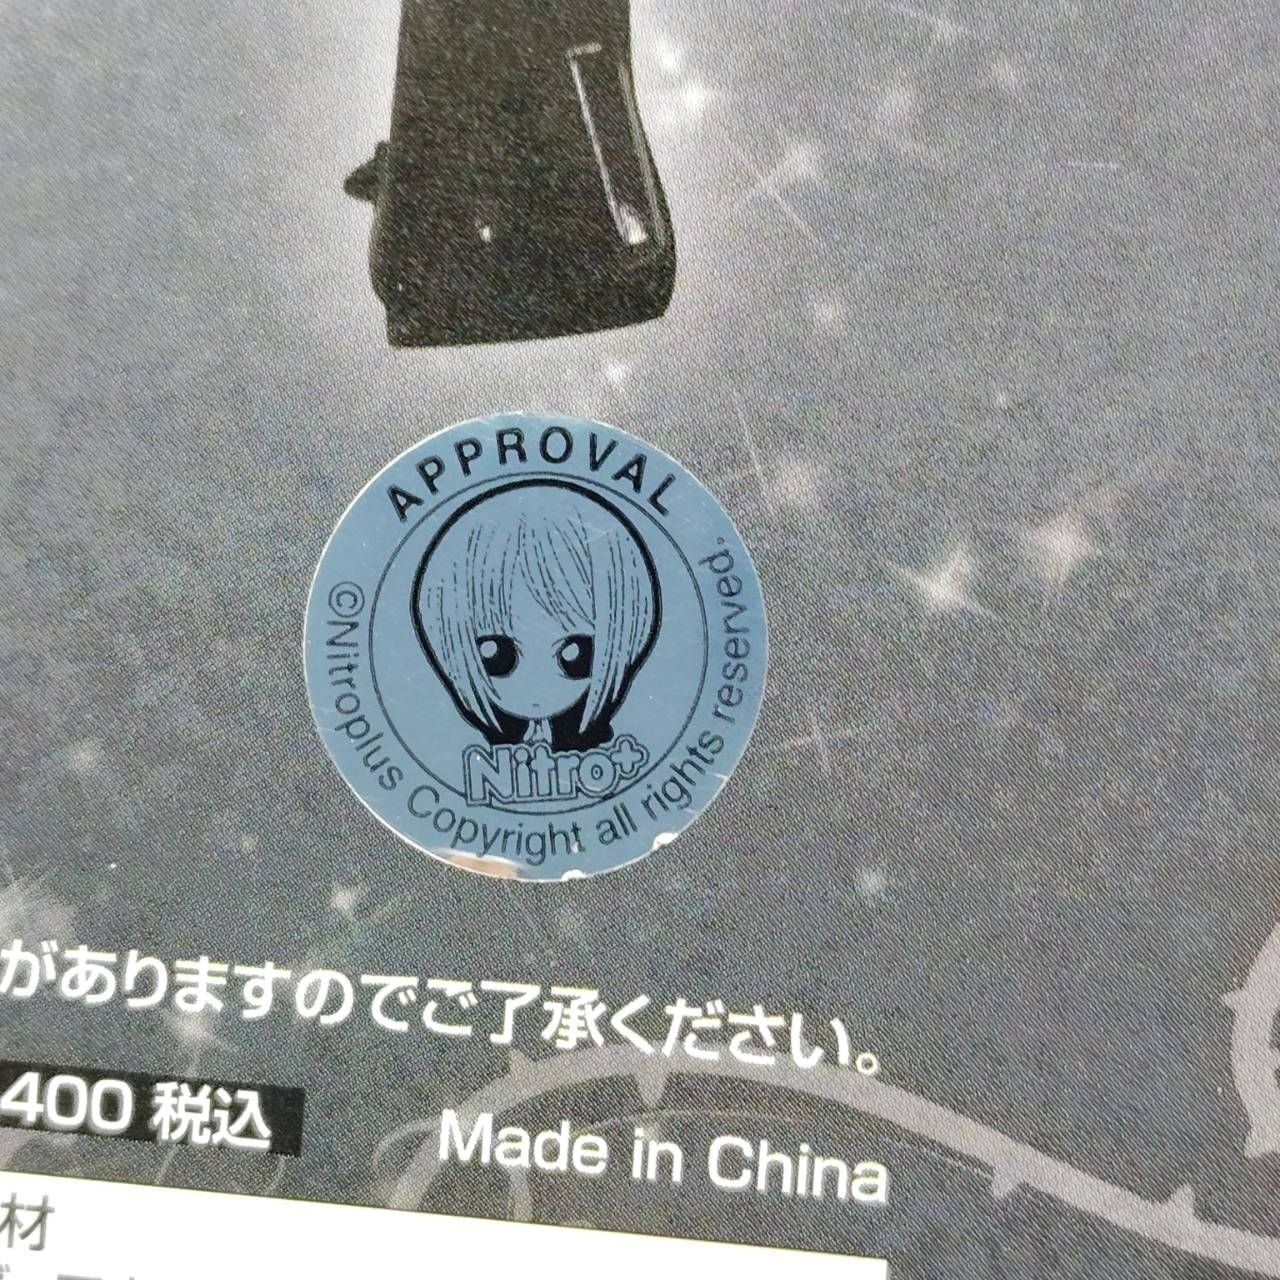 APPROVAL
©Nitroplus Copyright all rights reserved.
Nitro+
がありますのでご了承ください。
400 税込
Made in China
材